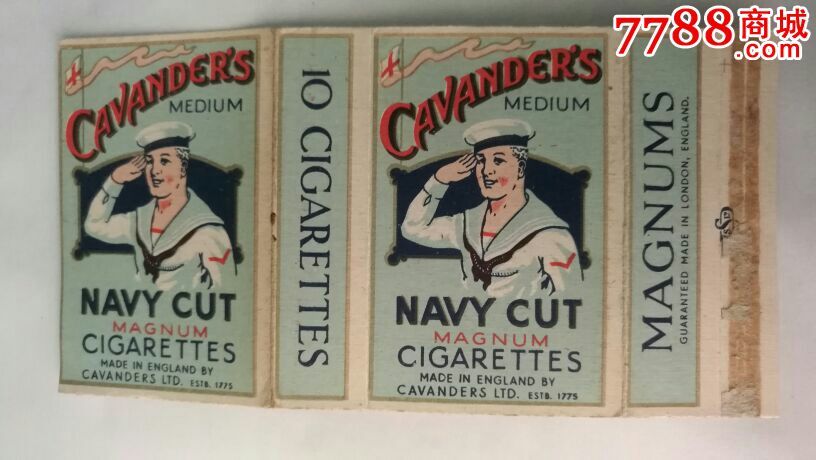 7788商城
.com
CAVANDER'S
MEDIUM
NAVY CUT
MAGNUM
CIGARETTES
MADE IN ENGLAND BY
CAVANDERS LTD. ESTB. 1775
10 CIGARETTES
CAVANDER'S
MEDIUM
NAVY CUT
MAGNUM
CIGARETTES
MADE IN ENGLAND BY
CAVANDERS LTD. ESTB. 1775
MAGNUMS
GUARANTEED MADE IN LONDON, ENGLAND.